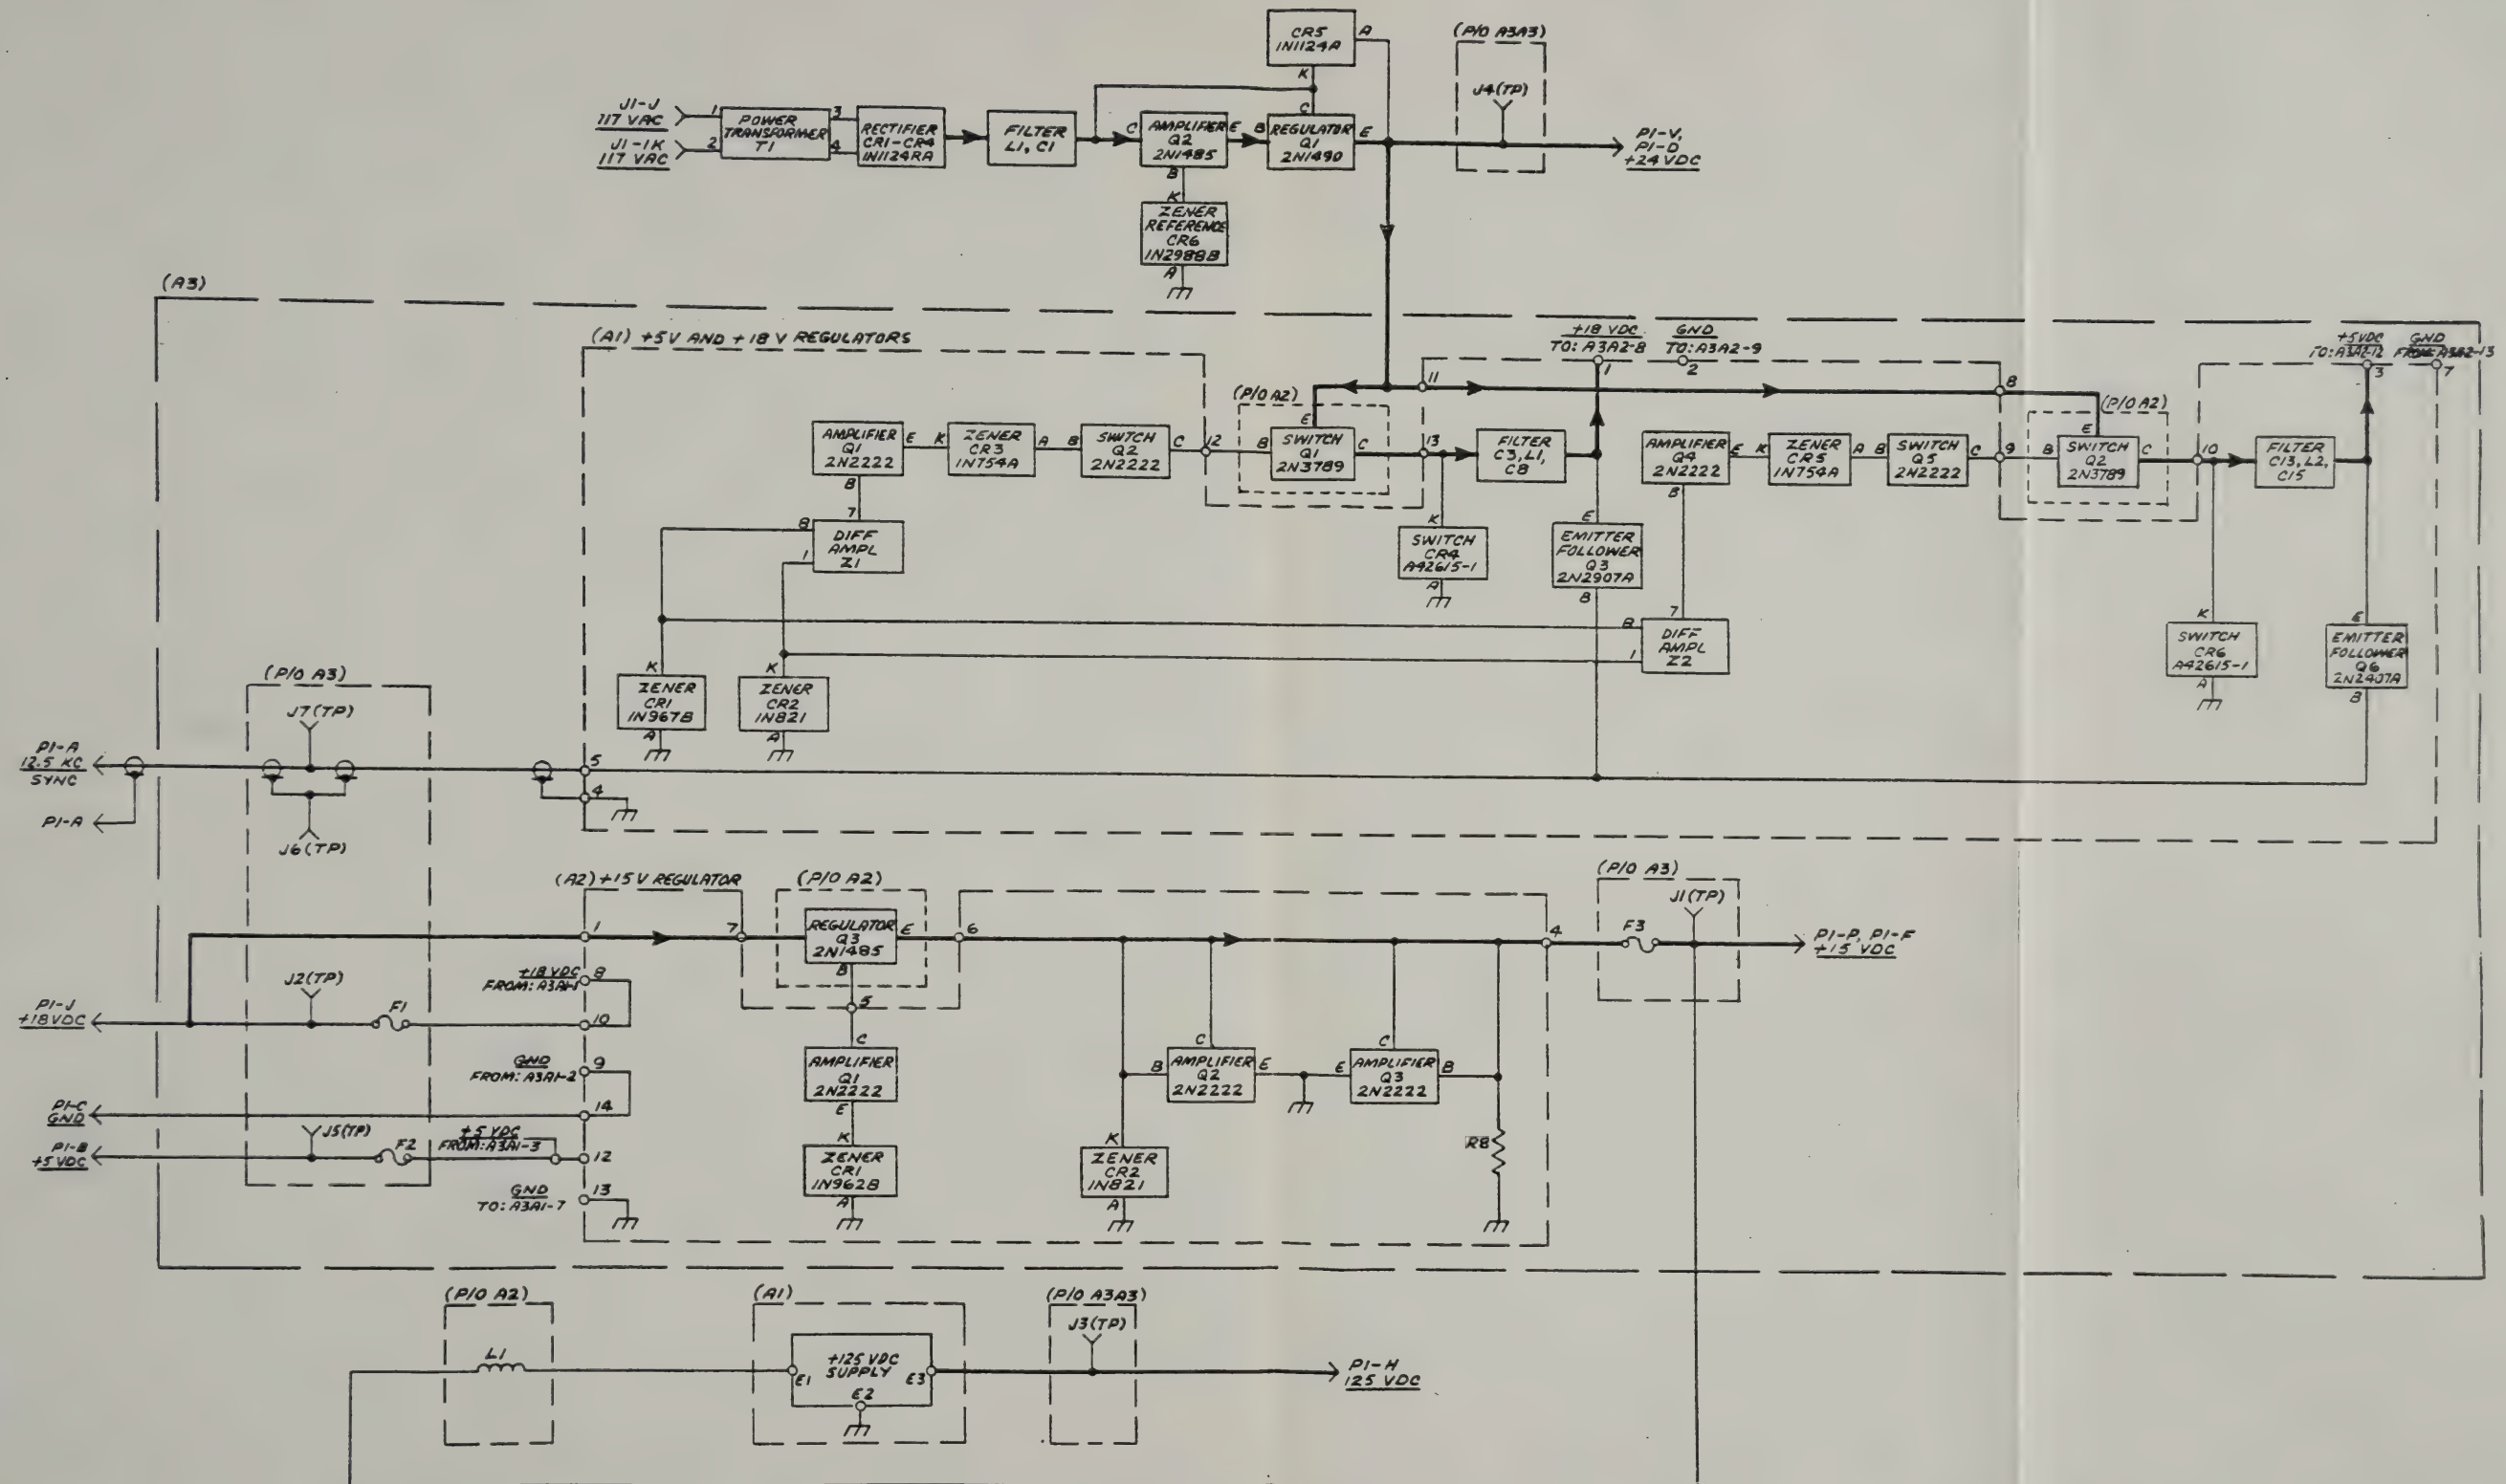 CR5
1N1124A
A
K
(P/O A3A3)
J4(TP)
J1-J
117 VAC
J1-1K
117 VAC
1
2
POWER
TRANSFORMER
T1
3
4
RECTIFIER
CR1-CR4
1N1124RA
FILTER
L1, C1
C
AMPLIFIER
Q2
2N1485
E
B
B
C
REGULATOR
Q1
2N1490
E
P1-V,
P1-D
+24 VDC
K
ZENER
REFERENCE
CR6
1N2988B
A
(A3)
(A1) +5V AND +18 V REGULATORS
+18 VDC
TO: A3A2-8
1
GND
TO: A3A2-9
2
+5VDC
TO: A3A2-12
3
GND
FROM: A3A2-13
7
11
8
(P/O A2)
(P/O A2)
AMPLIFIER
Q1
2N2222
E
B
K
ZENER
CR3
1N754A
A
B
SWITCH
Q2
2N2222
C
12
B
E
SWITCH
Q1
2N3789
C
13
FILTER
C3, L1,
C8
AMPLIFIER
Q4
2N2222
E
B
K
ZENER
CR5
1N754A
A
B
SWITCH
Q5
2N2222
C
9
B
E
SWITCH
Q2
2N3789
C
10
FILTER
C13, L2,
C15
7
8
1
DIFF
AMPL
Z1
K
SWITCH
CR4
A42615-1
A
E
EMITTER
FOLLOWER
Q3
2N2907A
B
7
8
1
DIFF
AMPL
Z2
K
SWITCH
CR6
A42615-1
A
E
EMITTER
FOLLOWER
Q6
2N2407A
B
K
ZENER
CR1
1N967B
A
K
ZENER
CR2
1N821
A
(P/O A3)
J7(TP)
P1-A
12.5 KC
SYNC
5
4
P1-A
J6(TP)
(A2) +15 V REGULATOR
(P/O A2)
(P/O A3)
J1(TP)
1
7
REGULATOR
Q3
2N1485
E
B
6
4
F3
P1-P, P1-F
+15 VDC
+18 VDC
FROM: A3A1-1
8
5
J2(TP)
P1-J
+18VDC
F1
10
C
AMPLIFIER
Q1
2N2222
E
B
C
AMPLIFIER
Q2
2N2222
E
E
C
AMPLIFIER
Q3
2N2222
B
GND
FROM: A3A1-2
9
P1-C
GND
14
J5(TP)
P1-B
+5 VDC
F2
+5 VDC
FROM: A3A1-3
12
K
ZENER
CR1
1N962B
A
K
ZENER
CR2
1N821
A
R8
GND
TO: A3A1-7
13
(P/O A2)
L1
(A1)
+125 VDC
SUPPLY
E1
E2
E3
(P/O A3A3)
J3(TP)
P1-H
125 VDC